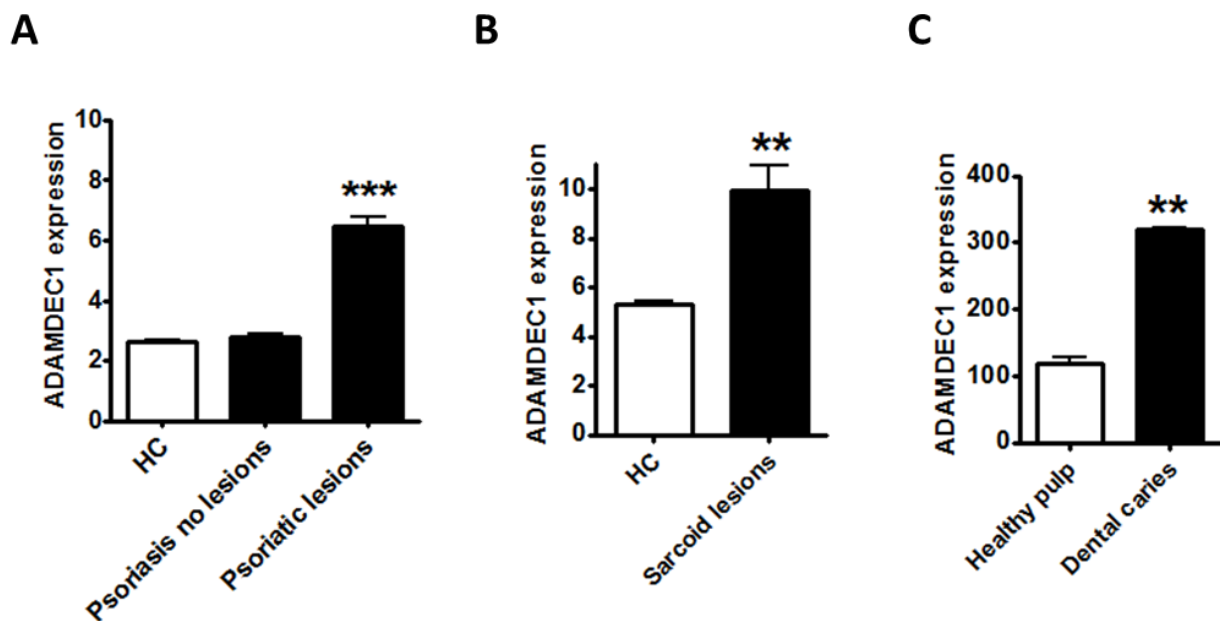 A
ADAMDEC1 expression
10
8
6
4
2
0
***
HC
Psoriasis no lesions
Psoriatic lesions
B
ADAMDEC1 expression
10
8
6
4
2
0
**
HC
Sarcoid lesions
C
ADAMDEC1 expression
400
300
200
100
0
**
Healthy pulp
Dental caries